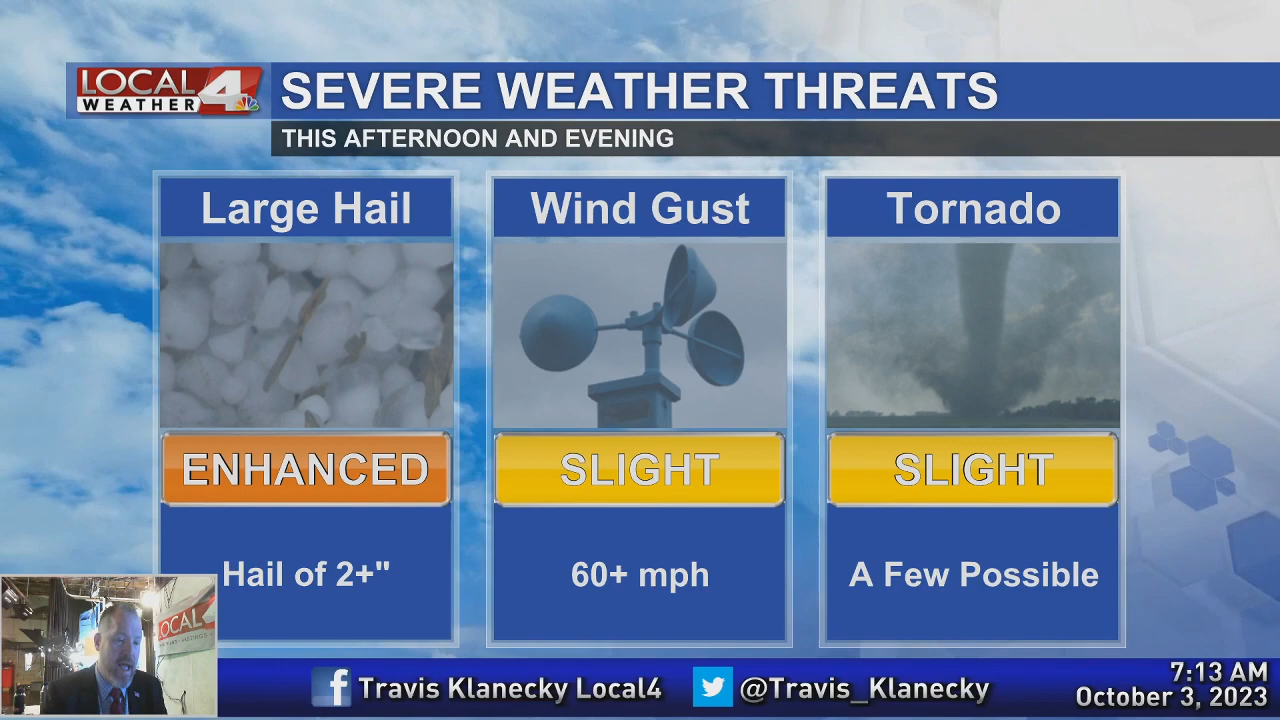 LOCAL 4
WEATHER
SEVERE WEATHER THREATS
THIS AFTERNOON AND EVENING
Large Hail
Wind Gust
Tornado
ENHANCED
SLIGHT
SLIGHT
Hail of 2+"
60+ mph
A Few Possible
LOCAL
Travis Klanecky Local4
@Travis_Klanecky
7:13 AM
October 3, 2023